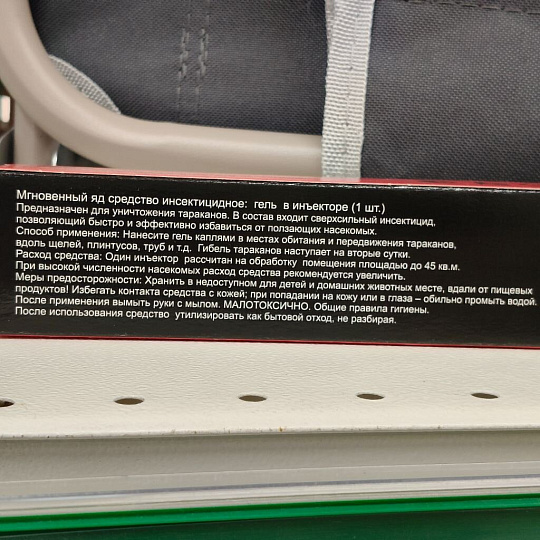 Мгновенный яд средство инсектицидное: гель в инъекторе (1 шт.)
Предназначен для уничтожения тараканов. В состав входит сверхсильный инсектицид,
позволяющий быстро и эффективно избавиться от ползающих насекомых.
Способ применения: Нанесите гель каплями в местах обитания и передвижения тараканов,
вдоль щелей, плинтусов, труб и т.д. Гибель тараканов наступает на вторые сутки.
Расход средства: Один инъектор рассчитан на обработку помещения площадью до 45 кв.м.
При высокой численности насекомых расход средства рекомендуется увеличить.
Меры предосторожности: Хранить в недоступном для детей и домашних животных месте, вдали от пищевых
продуктов! Избегать контакта средства с кожей; при попадании на кожу или в глаза – обильно промыть водой.
После применения вымыть руки с мылом. МАЛОТОКСИЧНО. Общие правила гигиены.
После использования средство утилизировать как бытовой отход, не разбирая.